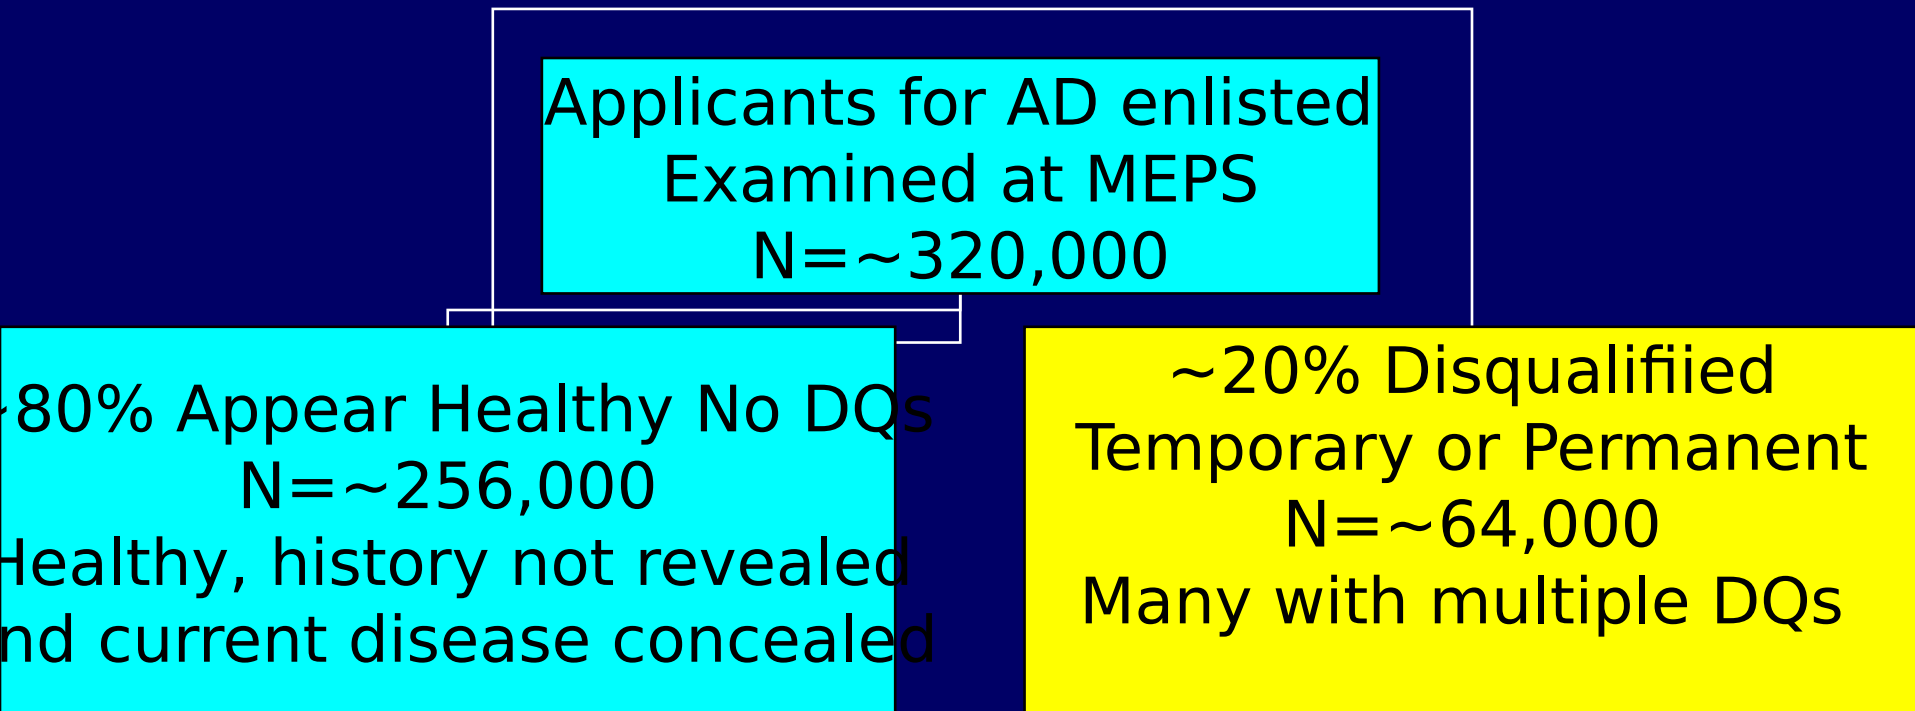 Applicants for AD enlisted
Examined at MEPS
N=~320,000
~80% Appear Healthy No DQs
N=~256,000
Healthy, history not revealed
current disease concealed
~20% Disqualifiied
Temporary or Permanent
N=~64,000
Many with multiple DQs